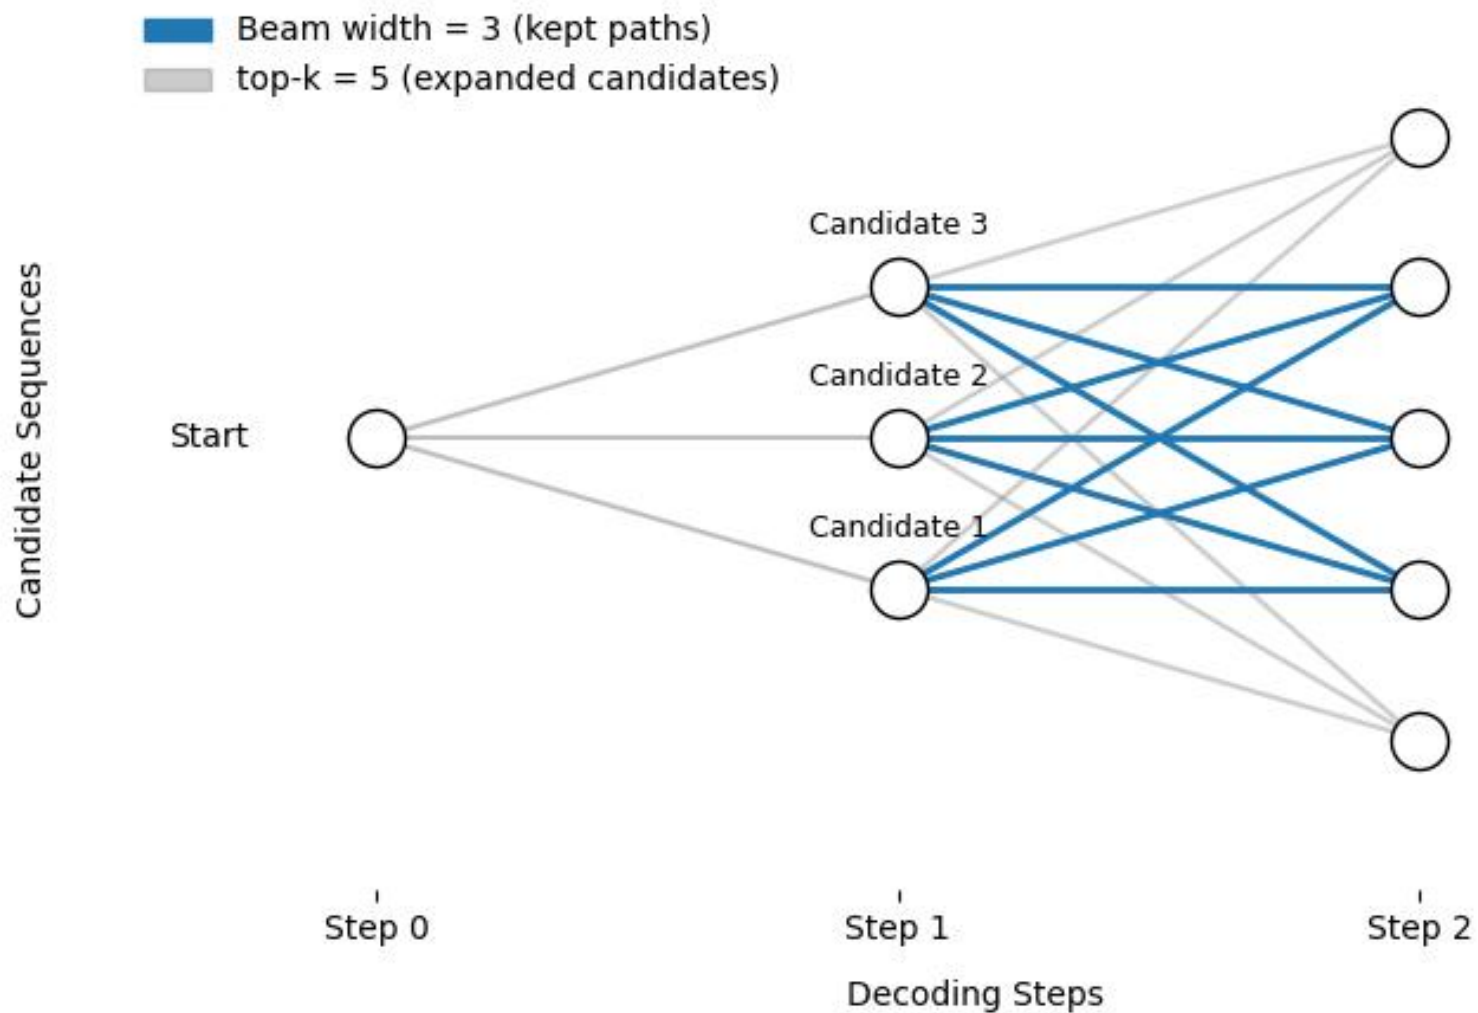 Beam width = 3 (kept paths)
top-k = 5 (expanded candidates)
Candidate 3
Candidate 2
Start
Candidate 1
Candidate Sequences
Step 0
Step 1
Step 2
Decoding Steps